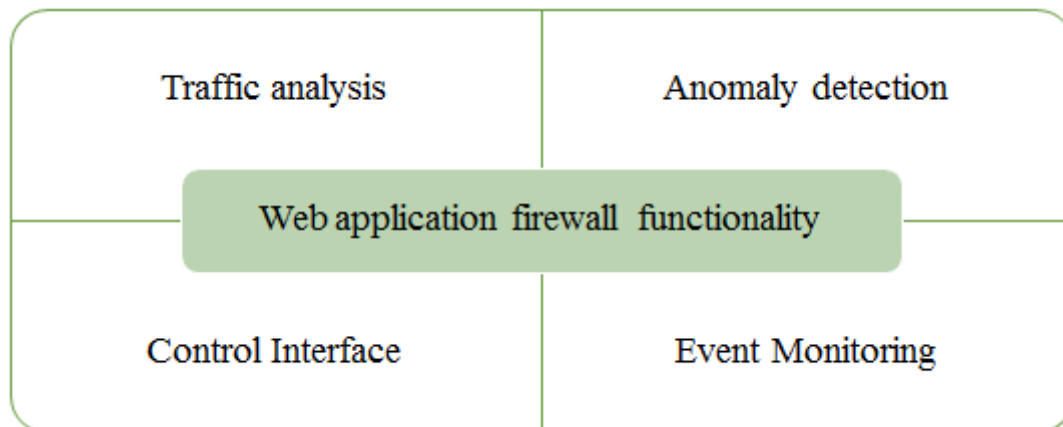 Traffic analysis
Anomaly detection
Web application firewall functionality
Control Interface
Event Monitoring